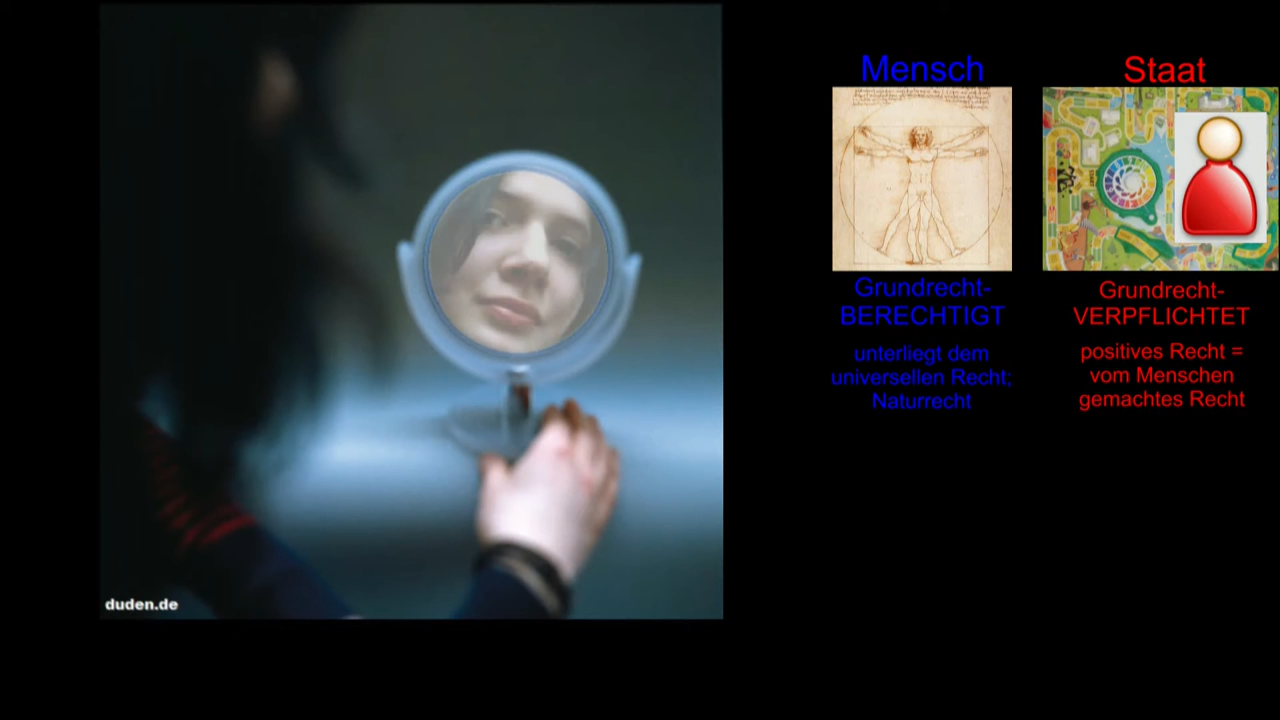 Mensch
Grundrecht-
BERECHTIGT
unterliegt dem
universellen Recht;
Naturrecht
Staat
Grundrecht-
VERPFLICHTET
positives Recht =
vom Menschen
gemachtes Recht
duden.de